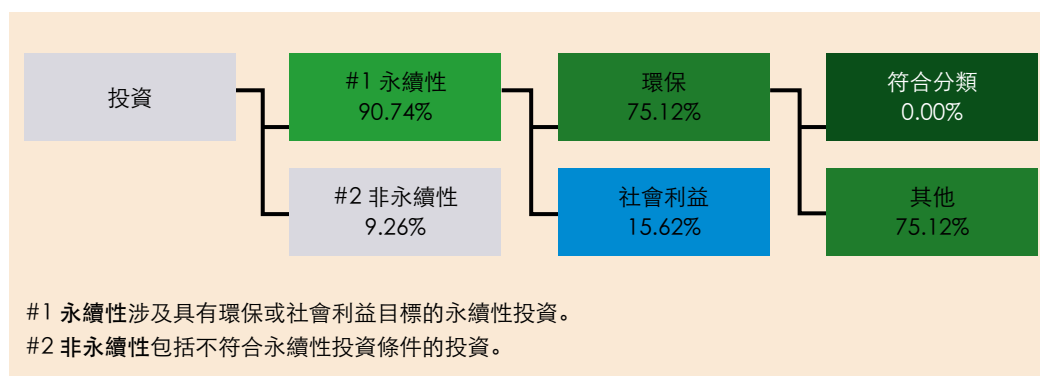 投資
#1 永續性
90.74%
環保
75.12%
符合分類
0.00%
#2 非永續性
9.26%
社會利益
15.62%
其他
75.12%
#1 永續性涉及具有環保或社會利益目標的永續性投資。
#2 非永續性包括不符合永續性投資條件的投資。